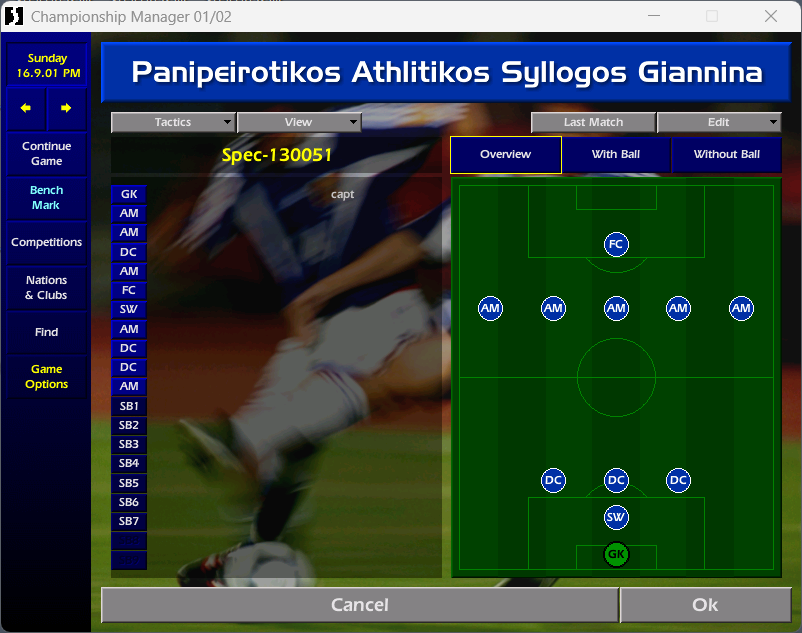 Championship Manager 01/02
Sunday
16.9.01 PM
Panipeirotikos Athlitikos Syllogos Giannina
Continue
Game
Bench
Mark
Competitions
Nations
& Clubs
Find
Game
Options
Tactics
View
Last Match
Edit
Spec-130051
Overview
With Ball
Without Ball
GK capt
AM
AM
DC
AM
FC
SW
AM
DC
DC
AM
SB1
SB2
SB3
SB4
SB5
SB6
SB7
FC
AM AM AM AM AM
DC DC DC
SW
GK
Cancel
Ok